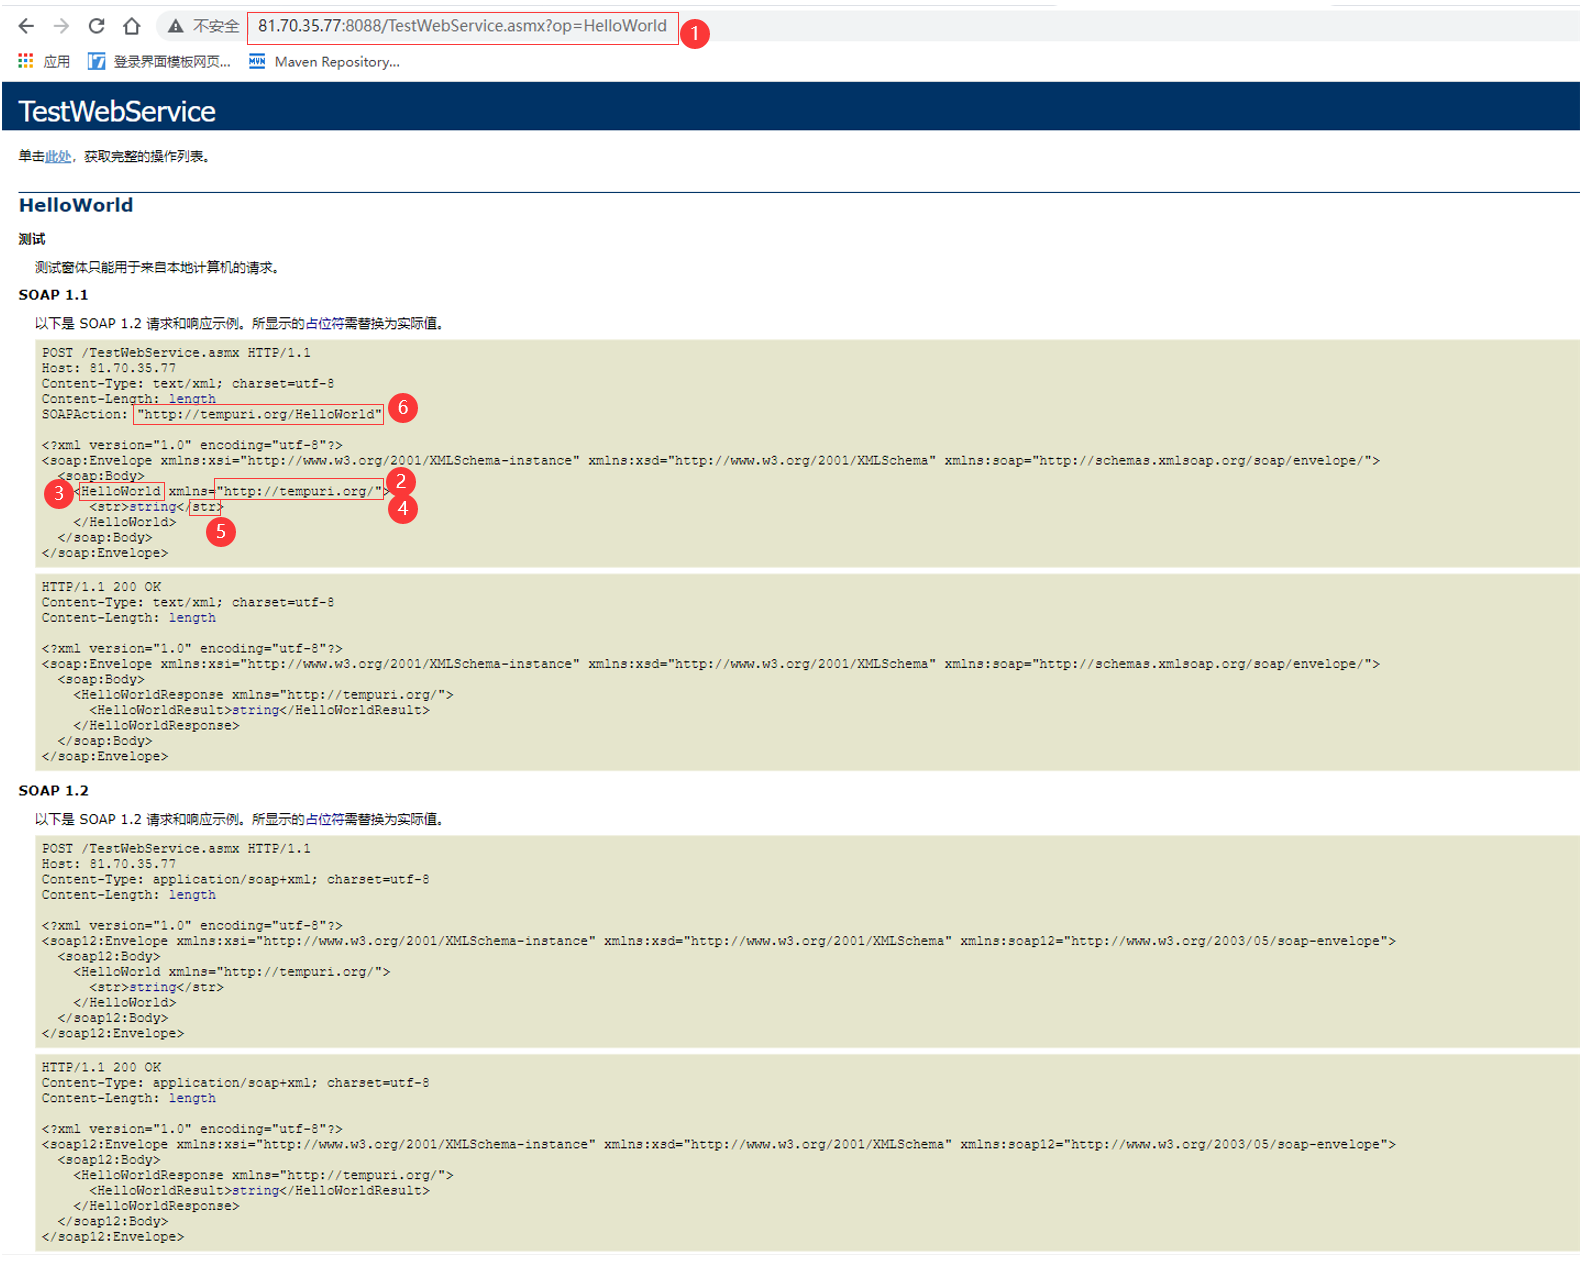 不安全 81.70.35.77:8088/TestWebService.asmx?op=HelloWorld 1
应用 登录界面模板网页... MVN Maven Repository...
TestWebService
单击此处，获取完整的操作列表。
HelloWorld
测试
测试窗体只能用于来自本地计算机的请求。
SOAP 1.1
以下是 SOAP 1.2 请求和响应示例。所显示的占位符需替换为实际值。
POST /TestWebService.asmx HTTP/1.1
Host: 81.70.35.77
Content-Type: text/xml; charset=utf-8
Content-Length: length
SOAPAction: "http://tempuri.org/HelloWorld" 6
<?xml version="1.0" encoding="utf-8"?>
<soap:Envelope xmlns:xsi="http://www.w3.org/2001/XMLSchema-instance" xmlns:xsd="http://www.w3.org/2001/XMLSchema" xmlns:soap="http://schemas.xmlsoap.org/soap/envelope/">
<soap:Body>
3 <HelloWorld xmlns="http://tempuri.org/"> 2
<str>string</str> 4
</HelloWorld> 5
</soap:Body>
</soap:Envelope>
HTTP/1.1 200 OK
Content-Type: text/xml; charset=utf-8
Content-Length: length
<?xml version="1.0" encoding="utf-8"?>
<soap:Envelope xmlns:xsi="http://www.w3.org/2001/XMLSchema-instance" xmlns:xsd="http://www.w3.org/2001/XMLSchema" xmlns:soap="http://schemas.xmlsoap.org/soap/envelope/">
<soap:Body>
<HelloWorldResponse xmlns="http://tempuri.org/">
<HelloWorldResult>string</HelloWorldResult>
</HelloWorldResponse>
</soap:Body>
</soap:Envelope>
SOAP 1.2
以下是 SOAP 1.2 请求和响应示例。所显示的占位符需替换为实际值。
POST /TestWebService.asmx HTTP/1.1
Host: 81.70.35.77
Content-Type: application/soap+xml; charset=utf-8
Content-Length: length
<?xml version="1.0" encoding="utf-8"?>
<soap12:Envelope xmlns:xsi="http://www.w3.org/2001/XMLSchema-instance" xmlns:xsd="http://www.w3.org/2001/XMLSchema" xmlns:soap12="http://www.w3.org/2003/05/soap-envelope">
<soap12:Body>
<HelloWorld xmlns="http://tempuri.org/">
<str>string</str>
</HelloWorld>
</soap12:Body>
</soap12:Envelope>
HTTP/1.1 200 OK
Content-Type: application/soap+xml; charset=utf-8
Content-Length: length
<?xml version="1.0" encoding="utf-8"?>
<soap12:Envelope xmlns:xsi="http://www.w3.org/2001/XMLSchema-instance" xmlns:xsd="http://www.w3.org/2001/XMLSchema" xmlns:soap12="http://www.w3.org/2003/05/soap-envelope">
<soap12:Body>
<HelloWorldResponse xmlns="http://tempuri.org/">
<HelloWorldResult>string</HelloWorldResult>
</HelloWorldResponse>
</soap12:Body>
</soap12:Envelope>